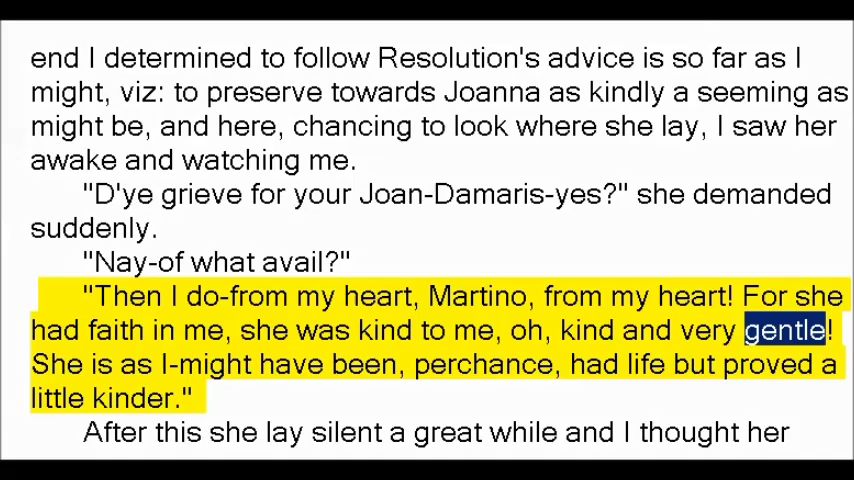 end I determined to follow Resolution's advice is so far as I
might, viz: to preserve towards Joanna as kindly a seeming as
might be, and here, chancing to look where she lay, I saw her
awake and watching me.
"D'ye grieve for your Joan-Damaris-yes?" she demanded
suddenly.
"Nay-of what avail?"
"Then I do-from my heart, Martino, from my heart! For she
had faith in me, she was kind to me, oh, kind and very gentle!
She is as I-might have been, perchance, had life but proved a
little kinder."
After this she lay silent a great while and I thought her